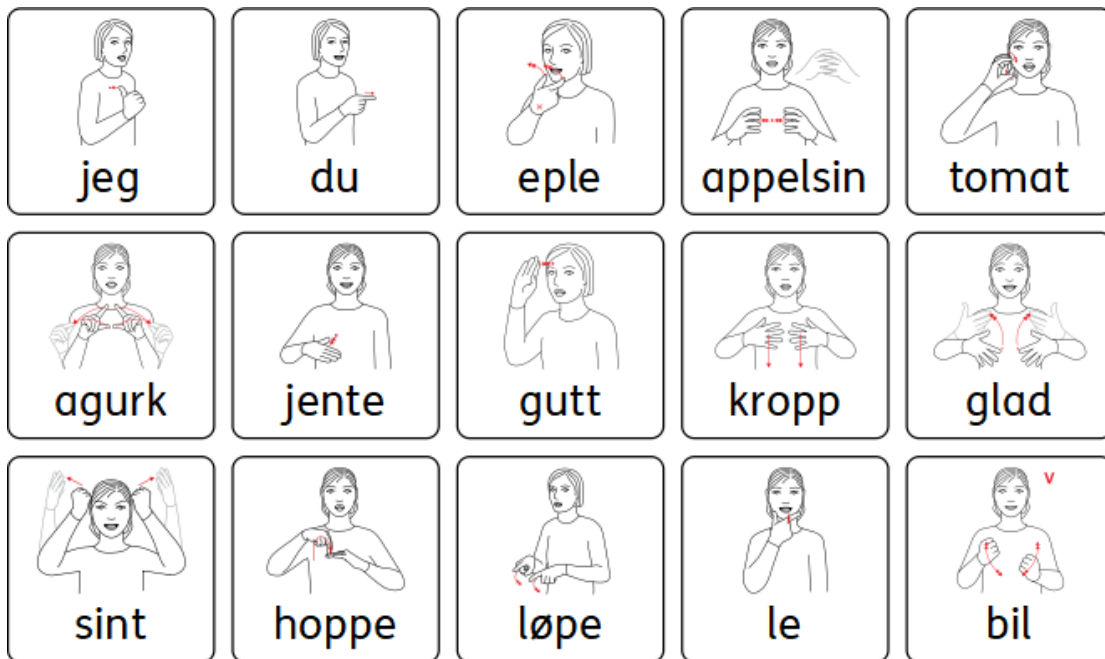 jeg du eple appelsin tomat
agurk jente gutt kropp glad
V
sint hoppe løpe le bil